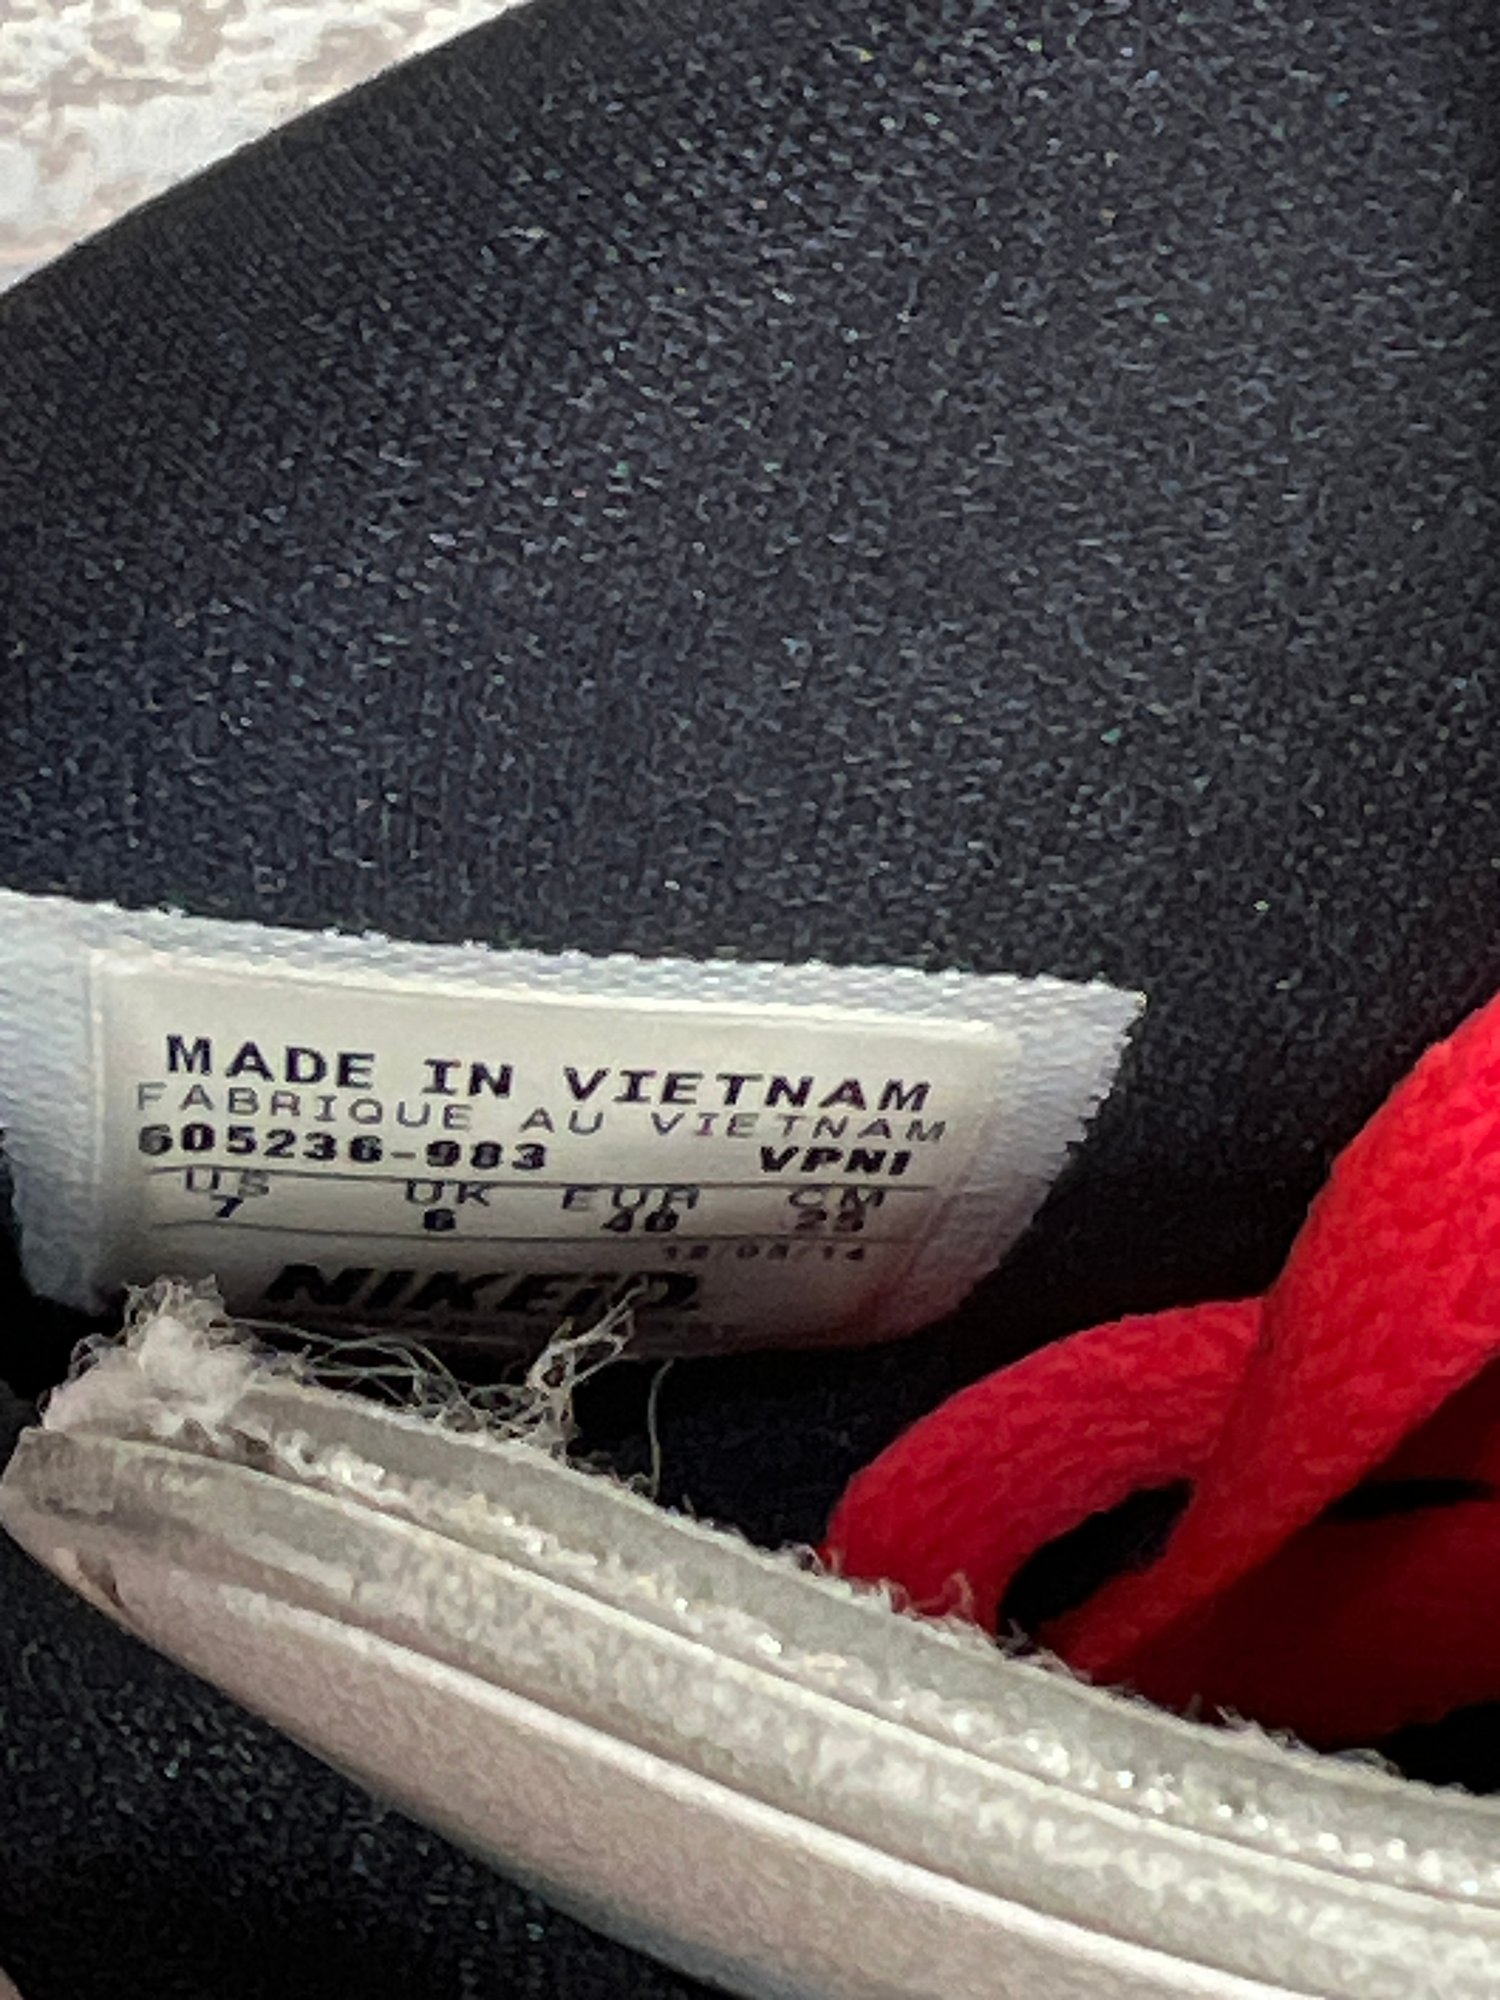 MADE IN VIETNAM
FABRIQUE AU VIETNAM
605236-983 VPNI
US UK EUR CM
7 6 40 25
NIKEiD.